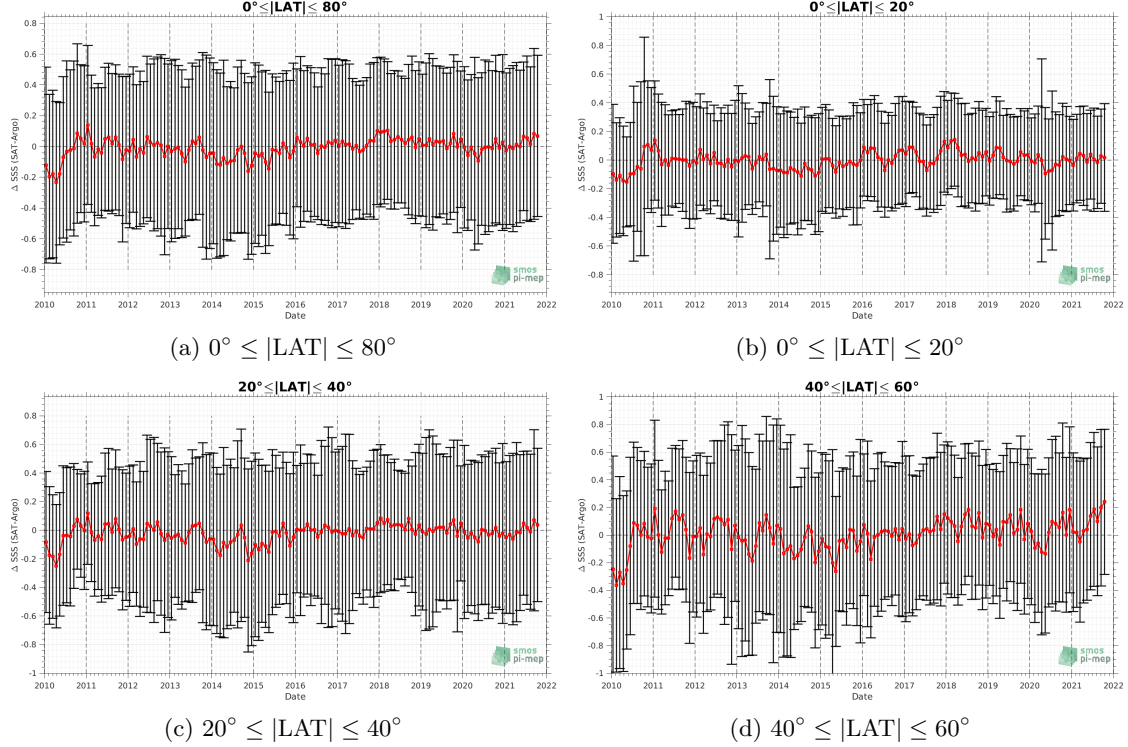 0°≤|LAT|≤ 80°
Δ SSS (SAT-Argo)
0.8
0.6
0.4
0.2
0
-0.2
-0.4
-0.6
-0.8
2010 2011 2012 2013 2014 2015 2016 2017 2018 2019 2020 2021 2022
Date
smos
pi-mep
(a) 0° ≤ |LAT| ≤ 80°
0°≤|LAT|≤ 20°
Δ SSS (SAT-Argo)
1
0.8
0.6
0.4
0.2
0
-0.2
-0.4
-0.6
-0.8
2010 2011 2012 2013 2014 2015 2016 2017 2018 2019 2020 2021 2022
Date
smos
pi-mep
(b) 0° ≤ |LAT| ≤ 20°
20°≤|LAT|≤ 40°
Δ SSS (SAT-Argo)
0.8
0.6
0.4
0.2
0
-0.2
-0.4
-0.6
-0.8
-1
2010 2011 2012 2013 2014 2015 2016 2017 2018 2019 2020 2021 2022
Date
smos
pi-mep
(c) 20° ≤ |LAT| ≤ 40°
40°≤|LAT|≤ 60°
Δ SSS (SAT-Argo)
1
0.8
0.6
0.4
0.2
0
-0.2
-0.4
-0.6
-0.8
-1
2010 2011 2012 2013 2014 2015 2016 2017 2018 2019 2020 2021 2022
Date
smos
pi-mep
(d) 40° ≤ |LAT| ≤ 60°